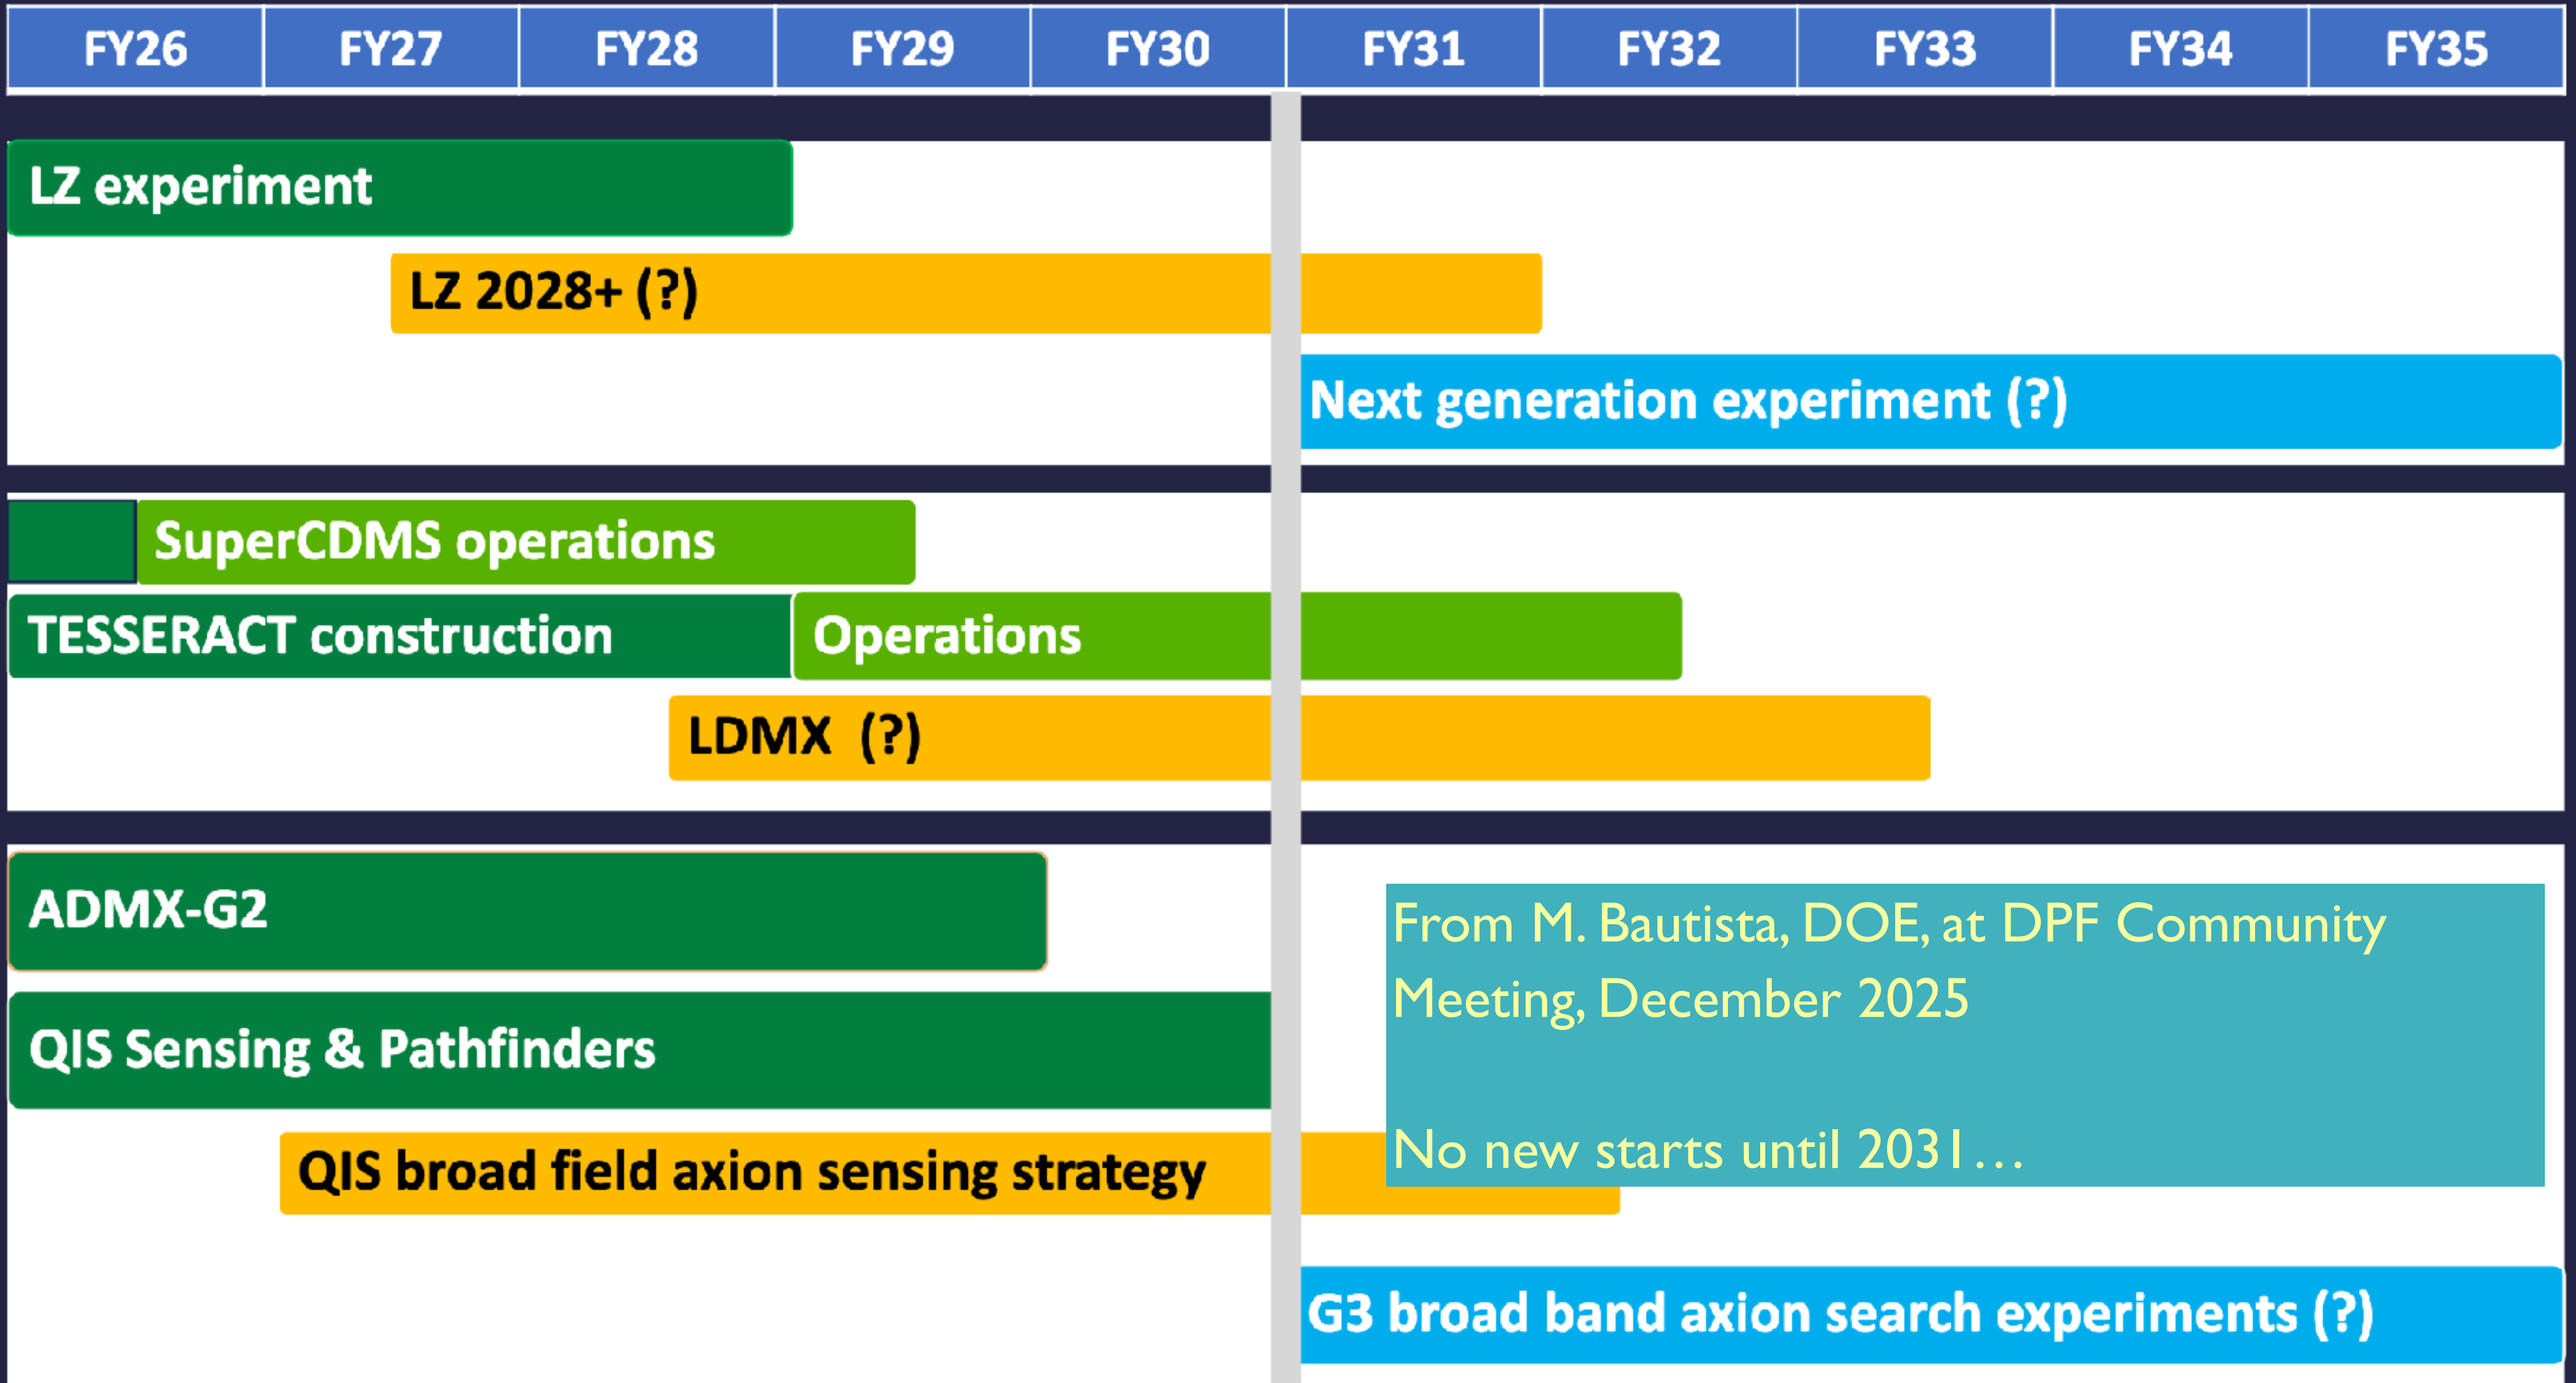 FY26 FY27 FY28 FY29 FY30 FY31 FY32 FY33 FY34 FY35
LZ experiment
LZ 2028+ (?)
Next generation experiment (?)
SuperCDMS operations
TESSERACT construction Operations
LDMX (?)
ADMX-G2
From M. Bautista, DOE, at DPF Community
Meeting, December 2025
No new starts until 2031…
QIS Sensing & Pathfinders
QIS broad field axion sensing strategy
G3 broad band axion search experiments (?)